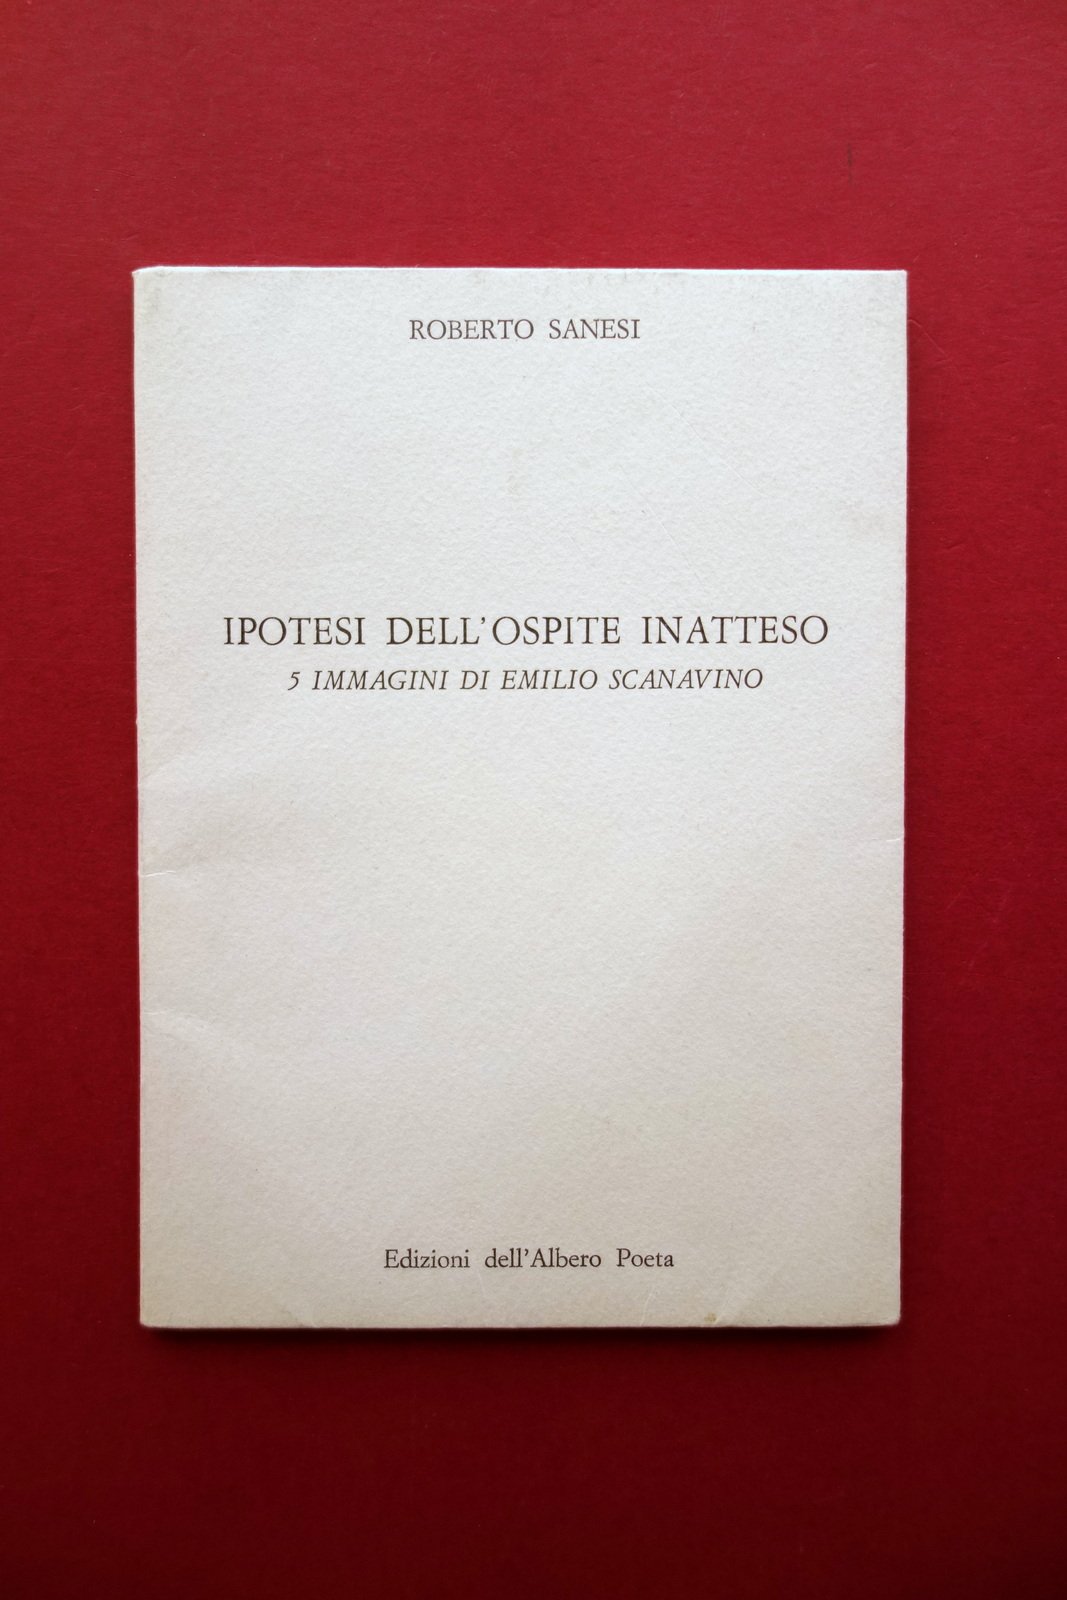 ROBERTO SANESI
IPOTESI DELL'OSPITE INATTESO
5 IMMAGINI DI EMILIO SCANAVINO
Edizioni dell'Albero Poeta